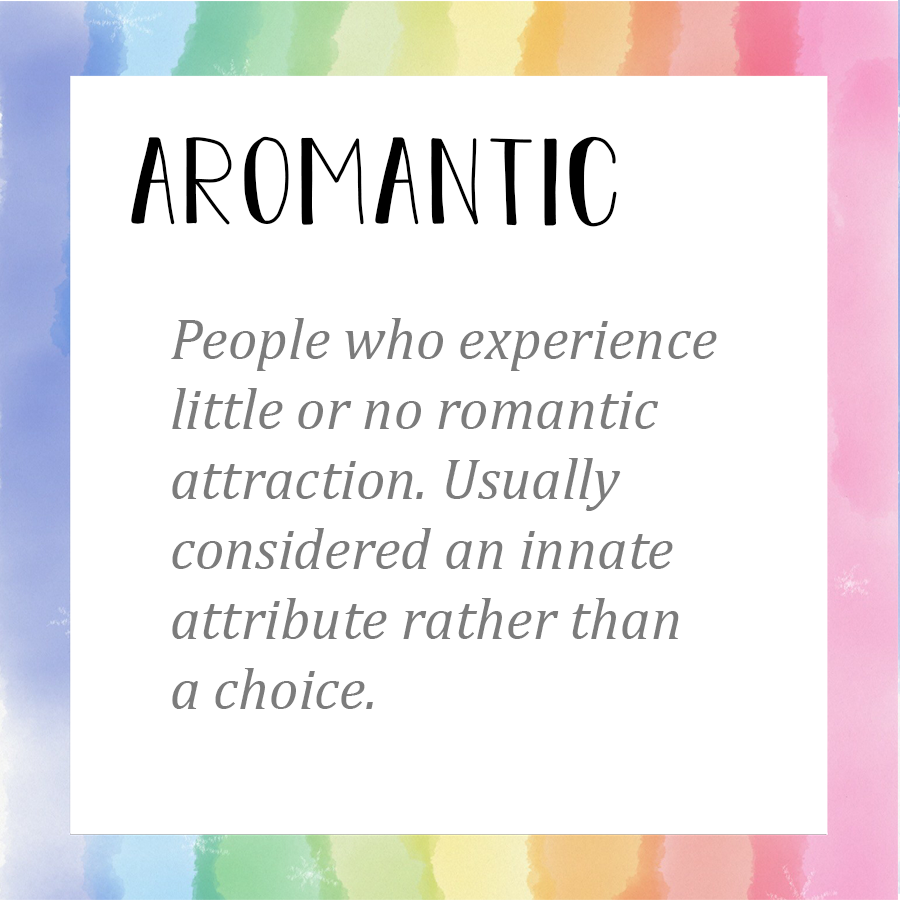 AROMANTIC
People who experience
little or no romantic
attraction. Usually
considered an innate
attribute rather than
a choice.